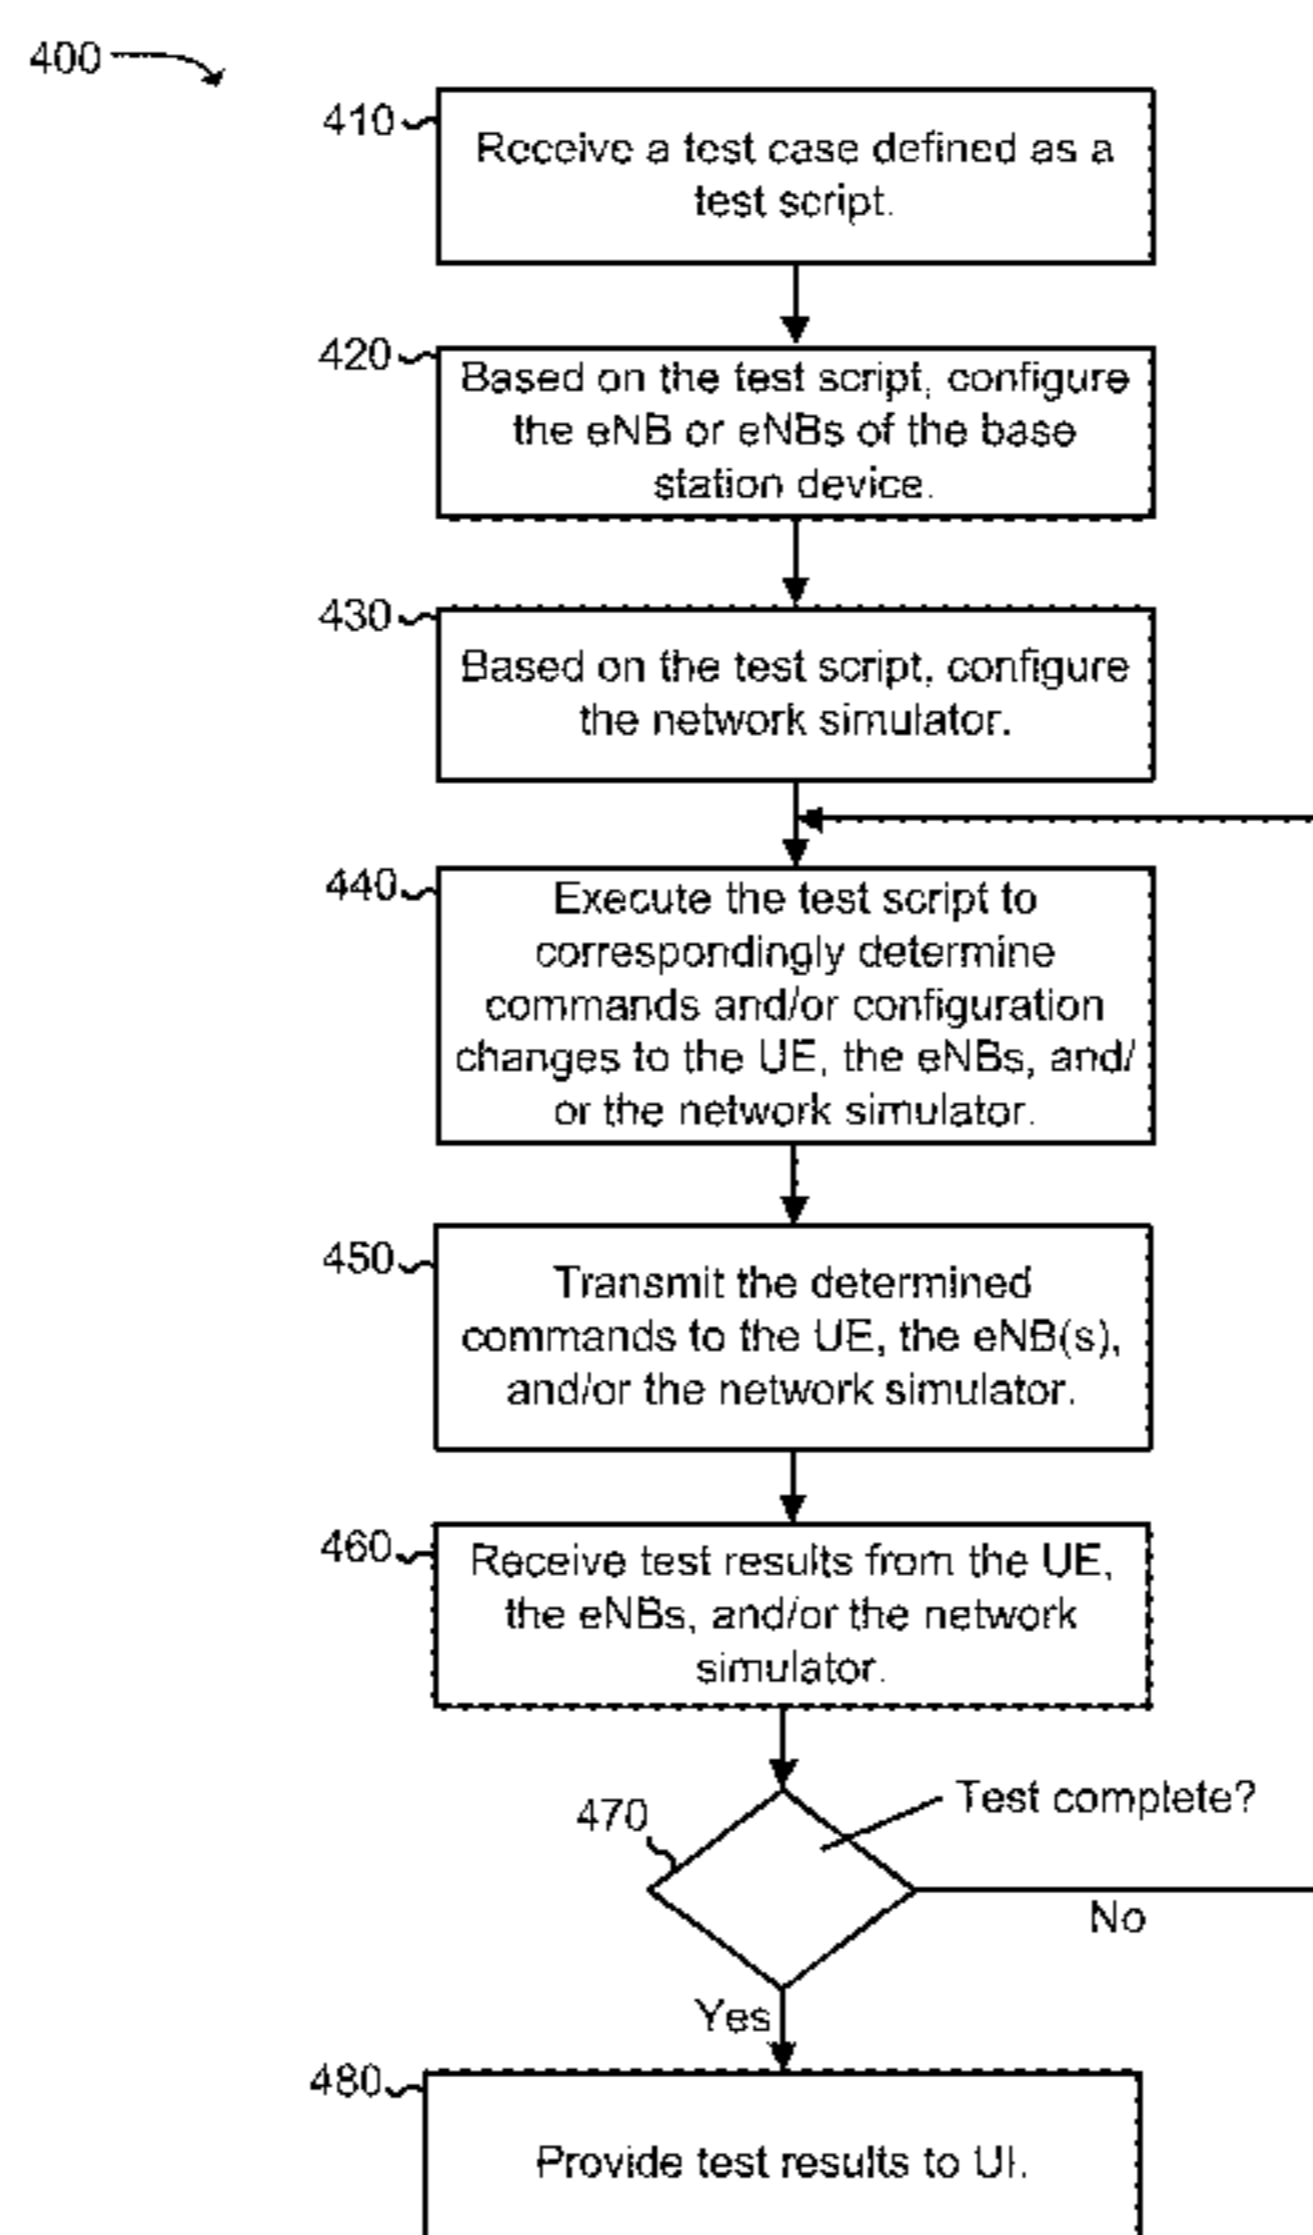 400
410
Receive a test case defined as a
test script.
420
Based on the test script, configure
the eNB or eNBs of the base
station device.
430
Based on the test script, configure
the network simulator.
440
Execute the test script to
correspondingly determine
commands and/or configuration
changes to the UE, the eNBs, and/
or the network simulator.
450
Transmit the determined
commands to the UE, the eNB(s),
and/or the network simulator.
460
Receive test results from the UE,
the eNBs, and/or the network
simulator.
470
Test complete?
No
Yes
480
Provide test results to UI.